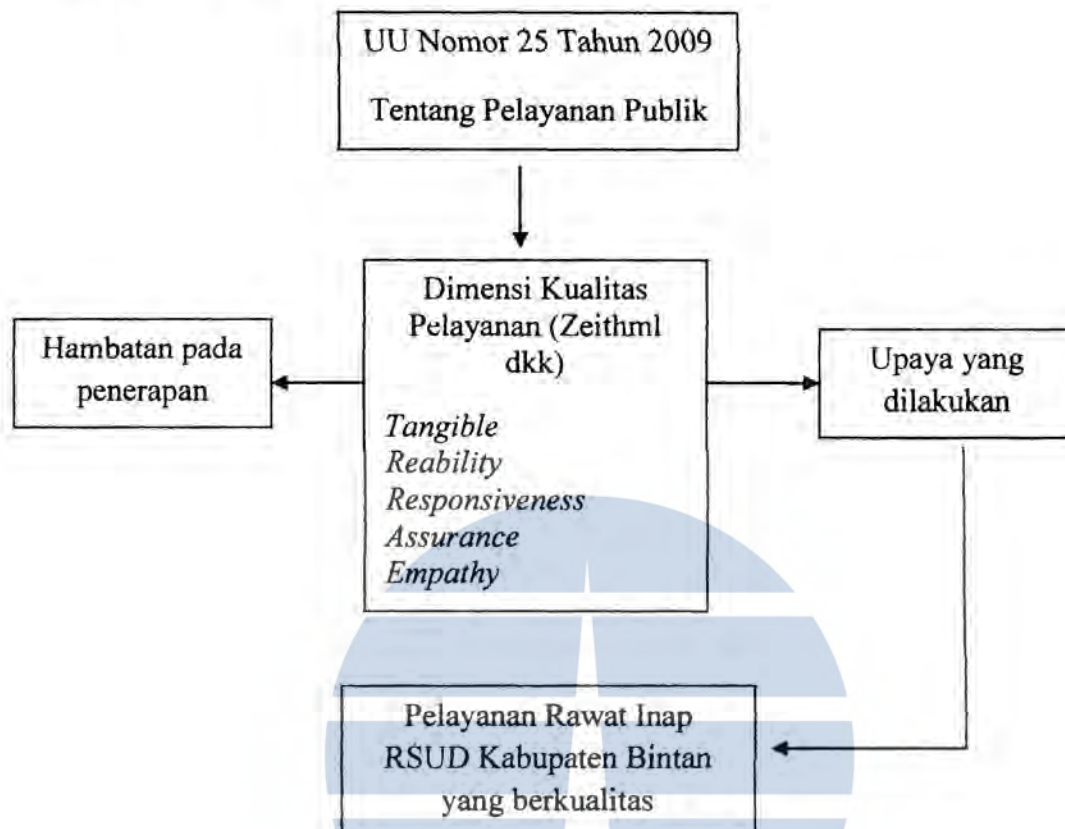 UU Nomor 25 Tahun 2009
Tentang Pelayanan Publik
Dimensi Kualitas
Pelayanan (Zeithml
dkk)
Tangible
Reability
Responsiveness
Assurance
Empathy
Hambatan pada
penerapan
Upaya yang
dilakukan
Pelayanan Rawat Inap
RSUD Kabupaten Bintan
yang berkualitas